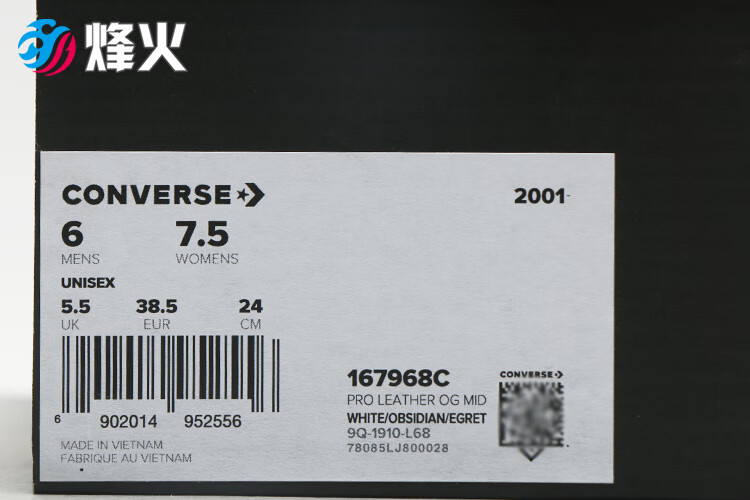 烽火
CONVERSE
2001-
6 7.5
MENS WOMENS
UNISEX
5.5 38.5 24
UK EUR CM
6 902014 952556
MADE IN VIETNAM
FABRIQUE AU VIETNAM
167968C
PRO LEATHER OG MID
WHITE/OBSIDIAN/EGRET
9Q-1910-L68
78085LJ800028
CONVERSE